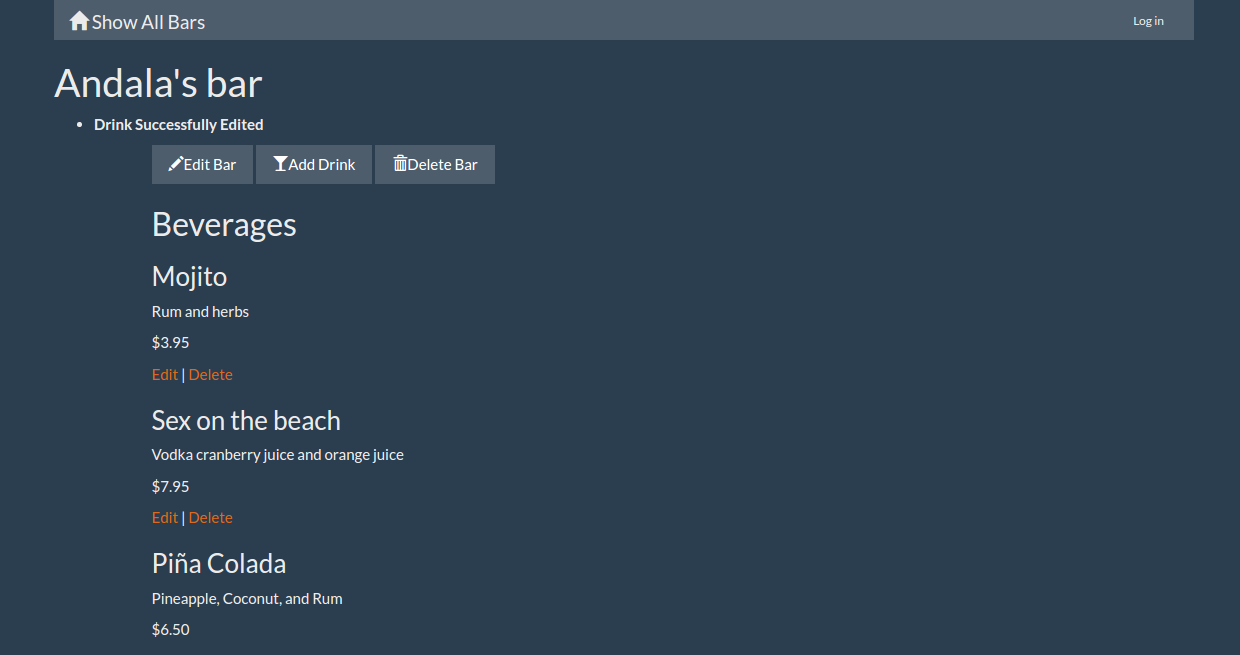 Show All Bars Log in
Andala's bar
• Drink Successfully Edited
Edit Bar Add Drink Delete Bar
Beverages
Mojito
Rum and herbs
$3.95
Edit | Delete
Sex on the beach
Vodka cranberry juice and orange juice
$7.95
Edit | Delete
Piña Colada
Pineapple, Coconut, and Rum
$6.50